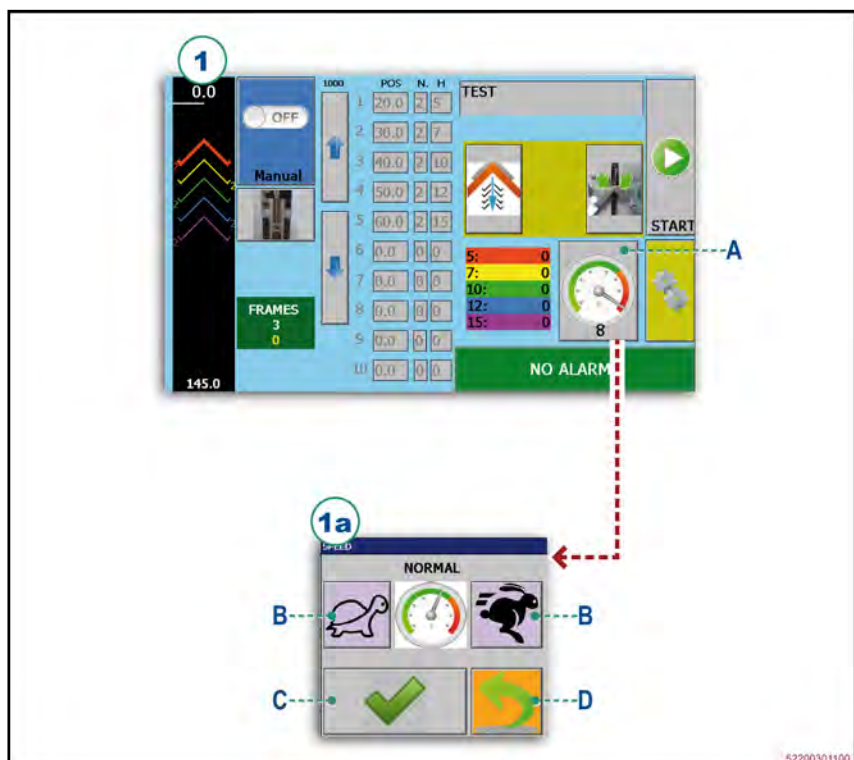 1
0.0
145.0
OFF
Manual
FRAMES
3
0
1000
POS N. H
1 20.0 2 5
2 30.0 2 7
3 40.0 2 10
4 50.0 2 12
5 60.0 2 15
6 0.0 0 0
7 0.0 0 0
8 0.0 0 0
9 0.0 0 0
10 0.0 0 0
TEST
START
5: 0
7: 0
10: 0
12: 0
15: 0
8
A
NO ALARM
1a
SPEED
NORMAL
B
B
C
D
52200301100